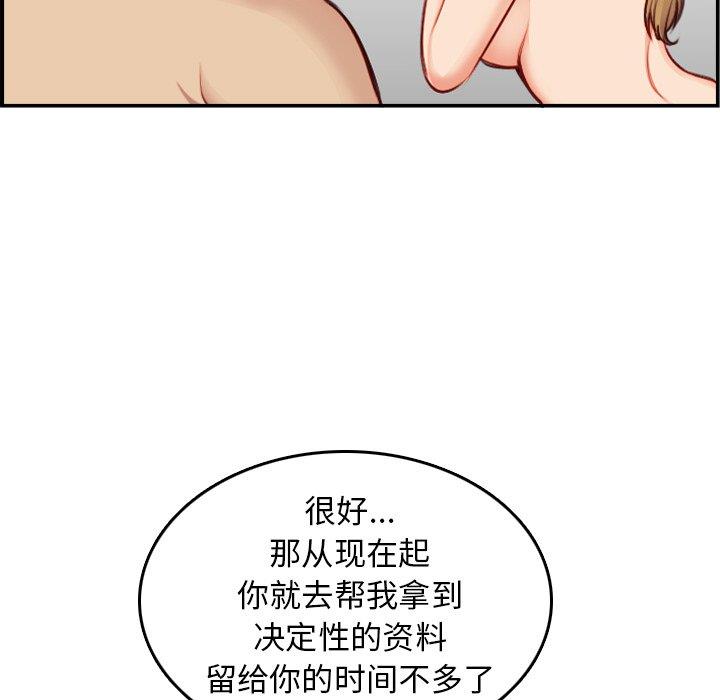 很好...
那从现在起
你就去帮我拿到
决定性的资料
留给你的时间不多了